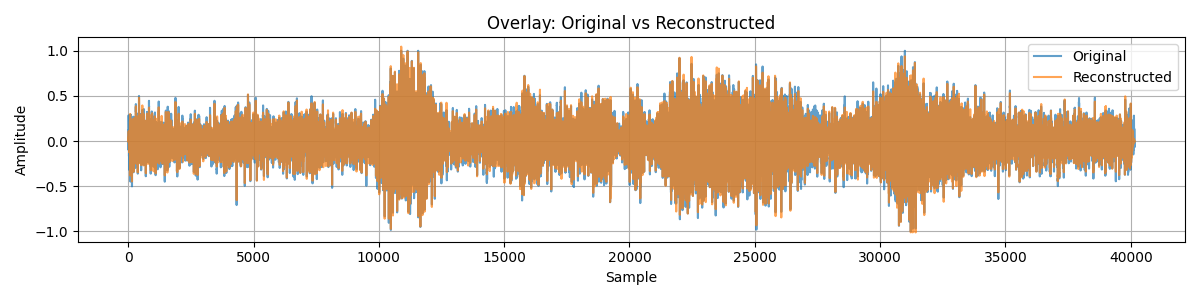 Overlay: Original vs Reconstructed
Original
Reconstructed
Amplitude
1.0
0.5
0.0
−0.5
−1.0
0 5000 10000 15000 20000 25000 30000 35000 40000
Sample